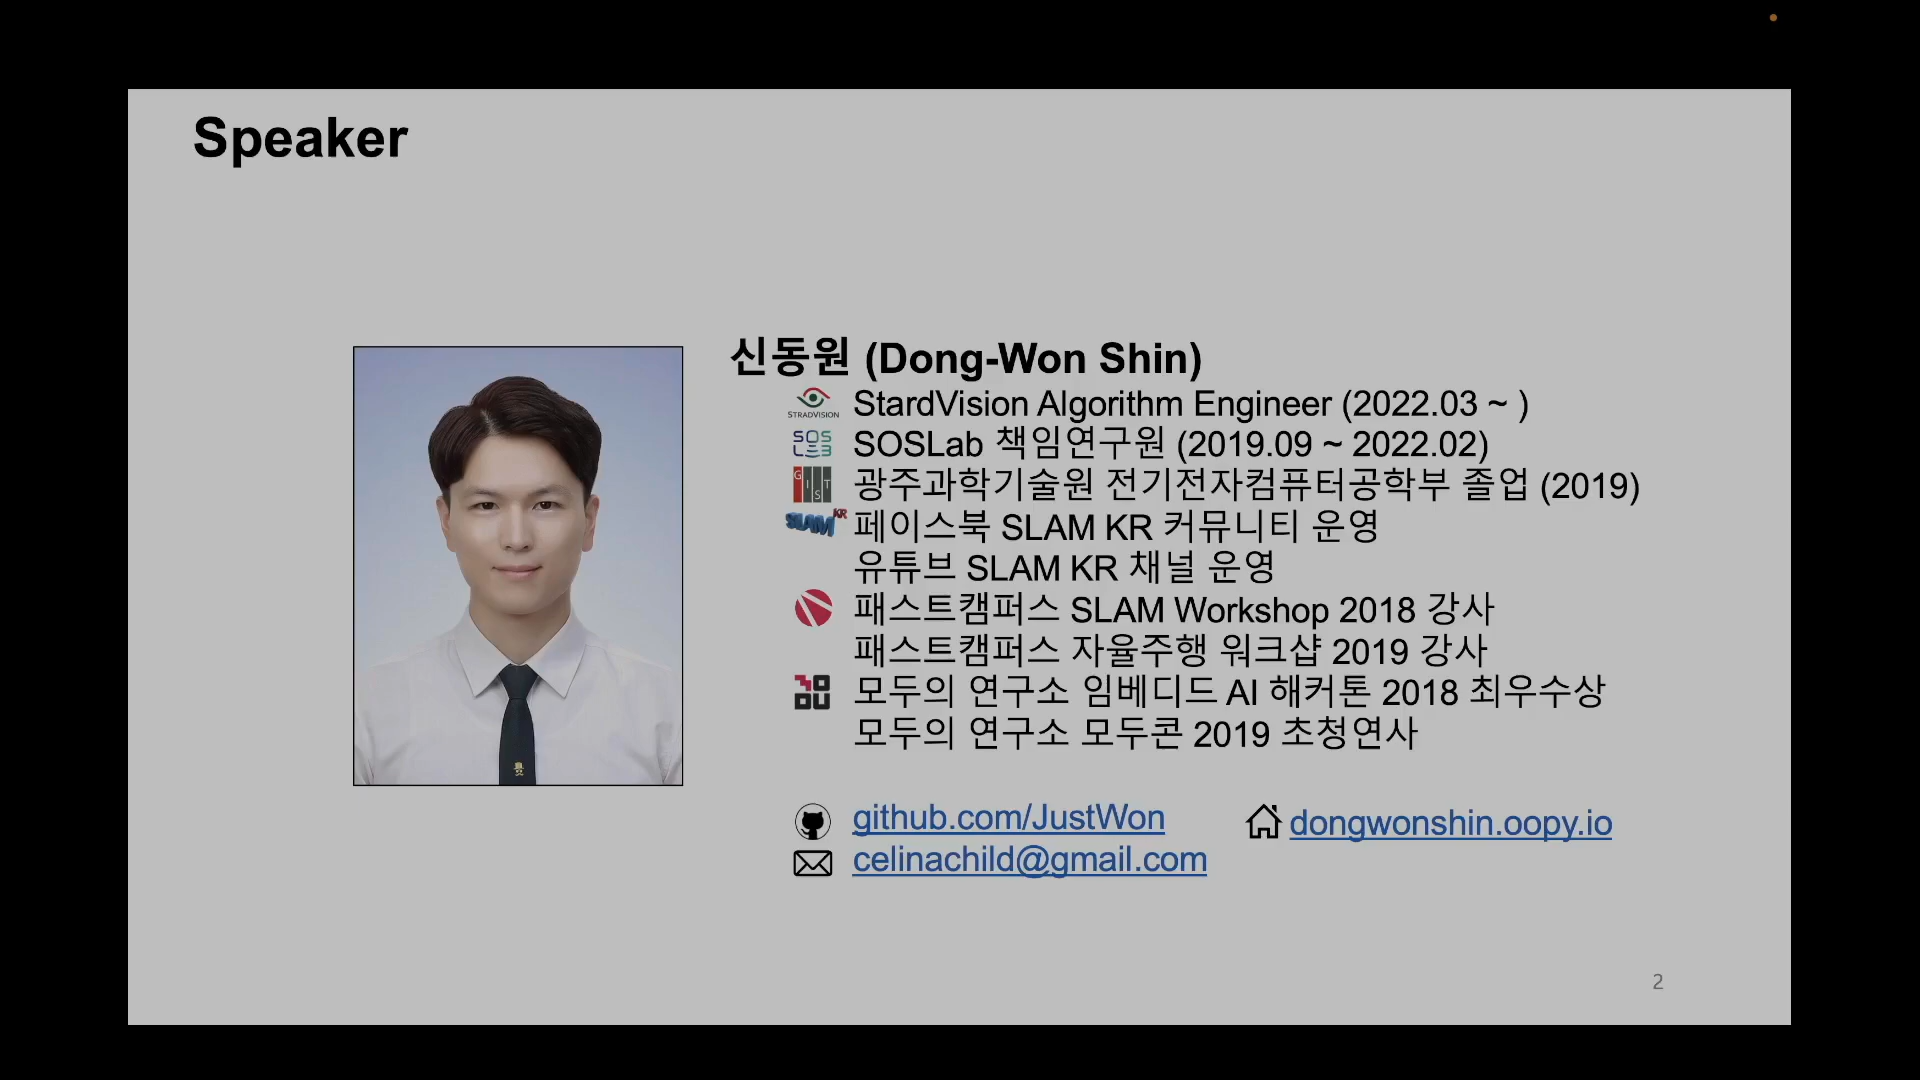 Speaker
신동원 (Dong-Won Shin)
STRADVISION StardVision Algorithm Engineer (2022.03 ~ )
SOS LAB SOSLab 책임연구원 (2019.09 ~ 2022.02)
GIST 광주과학기술원 전기전자컴퓨터공학부 졸업 (2019)
SLAM KR 페이스북 SLAM KR 커뮤니티 운영
유튜브 SLAM KR 채널 운영
패스트캠퍼스 SLAM Workshop 2018 강사
패스트캠퍼스 자율주행 워크샵 2019 강사
모두의 연구소 임베디드 AI 해커톤 2018 최우수상
모두의 연구소 모두콘 2019 초청연사
github.com/JustWon dongwonshin.oopy.io
celinachild@gmail.com
2